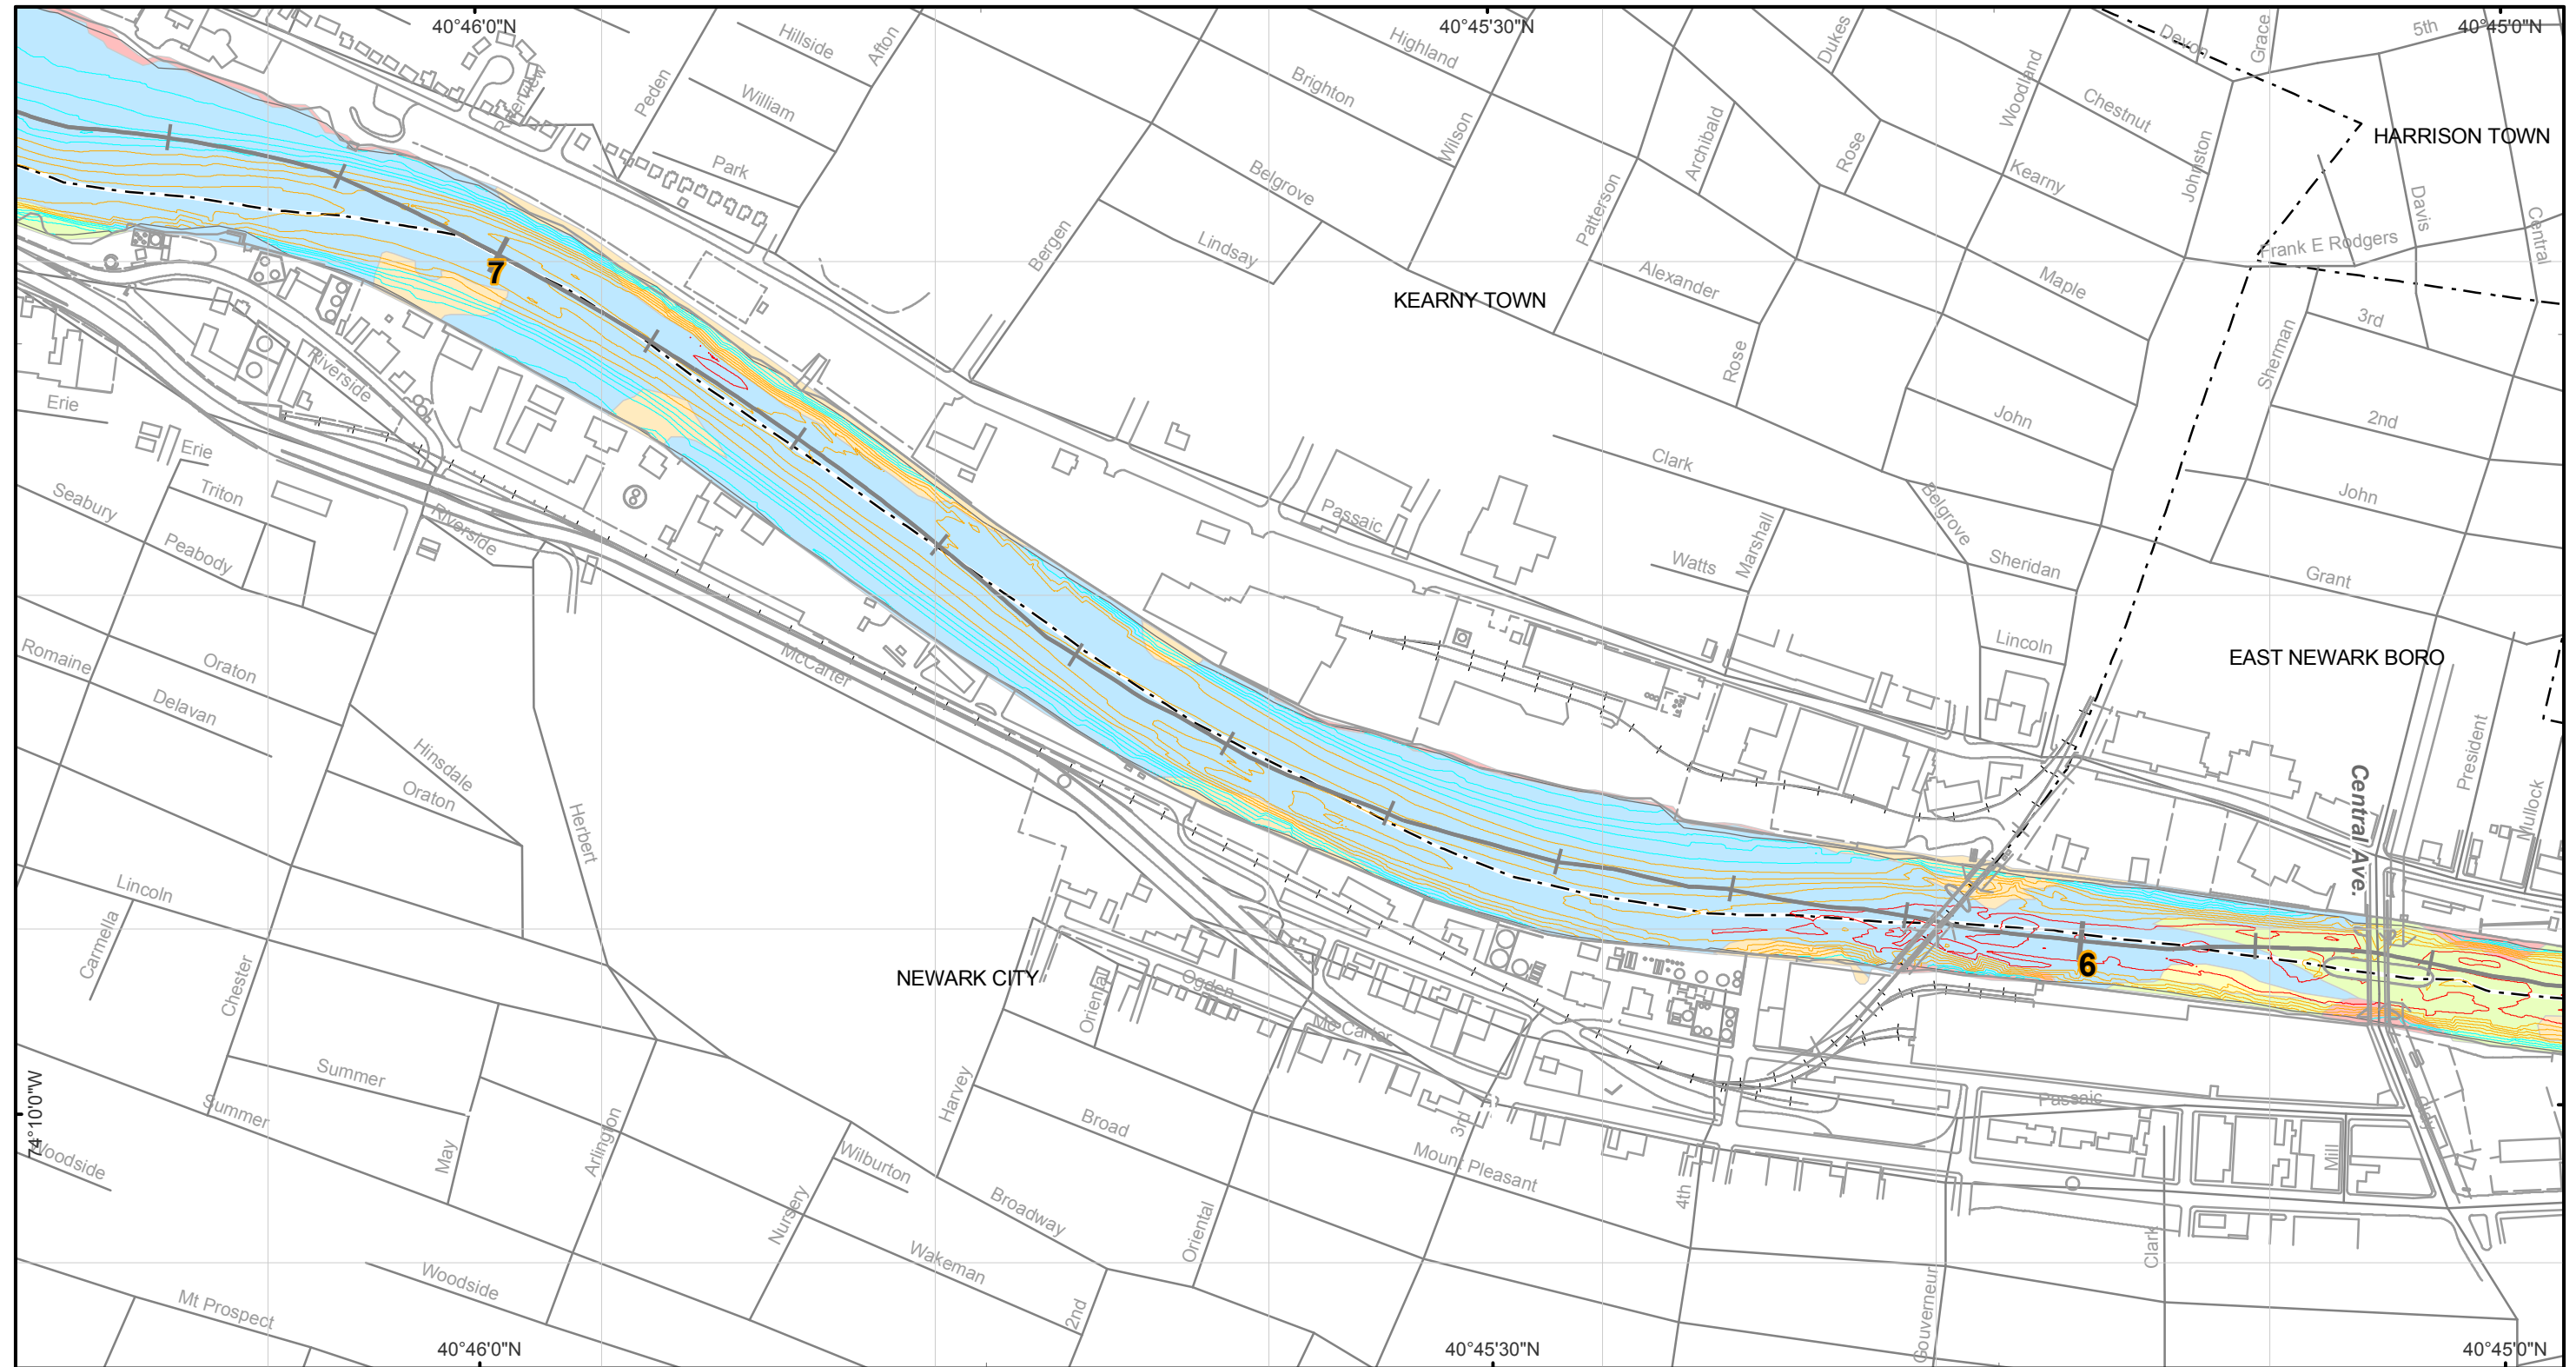 40°46'0"N
40°45'30"N
40°45'0"N
Hillside
Afton
Highland
Dukes
Devon
Grace
5th
Riverview
Peden
William
Brighton
Wilson
Archibald
Woodland
Chestnut
HARRISON TOWN
Park
Belgrove
Rose
Kearny
Johnston
Davis
Central
Bergen
Lindsay
Patterson
Alexander
Maple
Frank E Rodgers
7
KEARNY TOWN
3rd
Riverside
Rose
Sherman
Erie
John
2nd
Erie
Clark
Seabury
Triton
Riverside
Passaic
Belgrove
John
Peabody
Watts
Marshall
Sheridan
Grant
Romaine
Oraton
McCarter
Lincoln
EAST NEWARK BORO
Delavan
Hinsdale
Oraton
President
Mullock
Central Ave.
Herbert
Lincoln
Carmella
Chester
NEWARK CITY
Oriental
Ogden
6
Mc Carter
74°10'0"W
Summer
Summer
Harvey
Broad
3rd
Passaic
Clay
Woodside
May
Arlington
Wilburton
Mount Pleasant
Mill
Nursery
Broadway
Oriental
4th
Wakeman
Clark
Woodside
Mt Prospect
2nd
Gouverneur
40°46'0"N
40°45'30"N
40°45'0"N